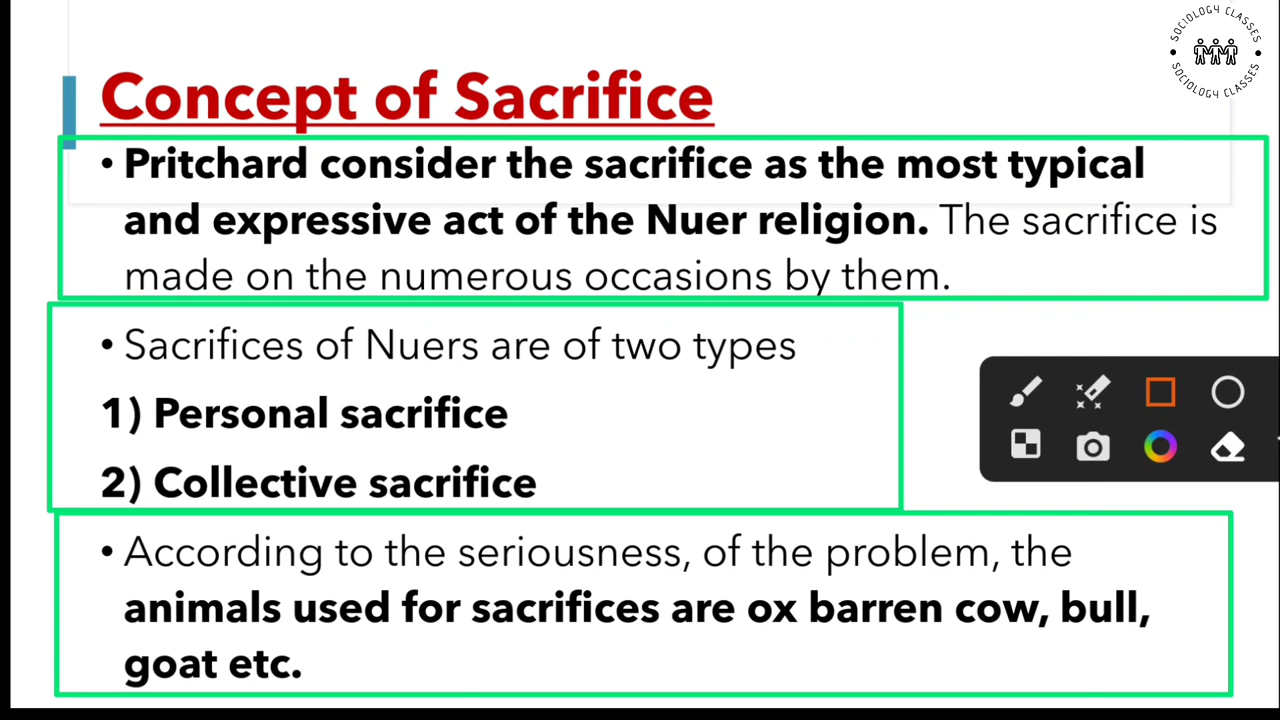 SOCIOLOGY CLASSES
SOCIOLOGY CLASSES
Concept of Sacrifice
• Pritchard consider the sacrifice as the most typical
and expressive act of the Nuer religion. The sacrifice is
made on the numerous occasions by them.
• Sacrifices of Nuers are of two types
1) Personal sacrifice
2) Collective sacrifice
• According to the seriousness, of the problem, the
animals used for sacrifices are ox barren cow, bull,
goat etc.